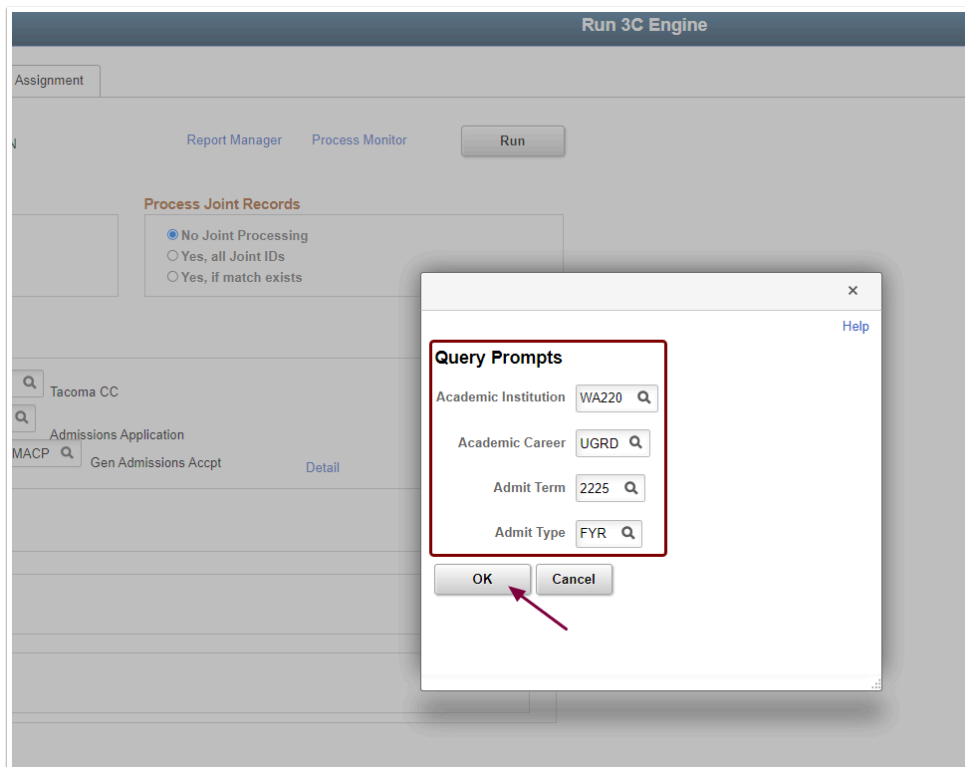 Run 3C Engine
Assignment
Report Manager Process Monitor Run
Process Joint Records
No Joint Processing
Yes, all Joint IDs
Yes, if match exists
×
Help
Query Prompts
Academic Institution WA220
Academic Career UGRD
Admit Term 2225
Admit Type FYR
OK Cancel
Tacoma CC
Admissions Application
MACP Gen Admissions Accpt Detail